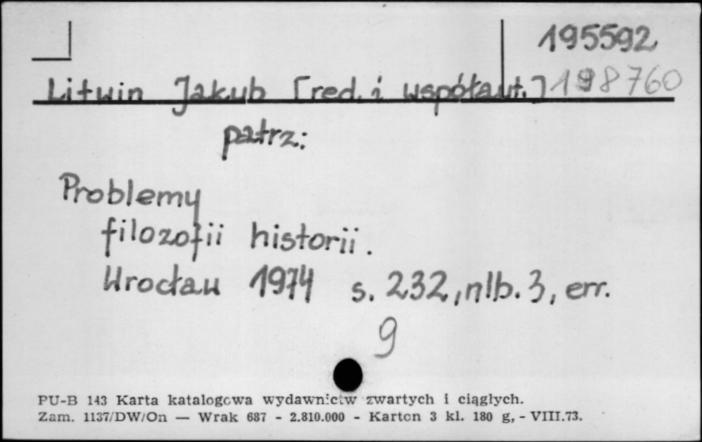 195592
Litwin Jakub [red. i współaut.] 198760
patrz:
Problemy
filozofii historii.
Wrocław 1974 s. 232, nlb. 3, err.
9
PU-B 143 Karta katalogowa wydawnictw zwartych i ciągłych.
Zam. 1137/DW/On — Wrak 687 - 2.810.000 - Karton 3 kl. 180 g, - VIII.73.